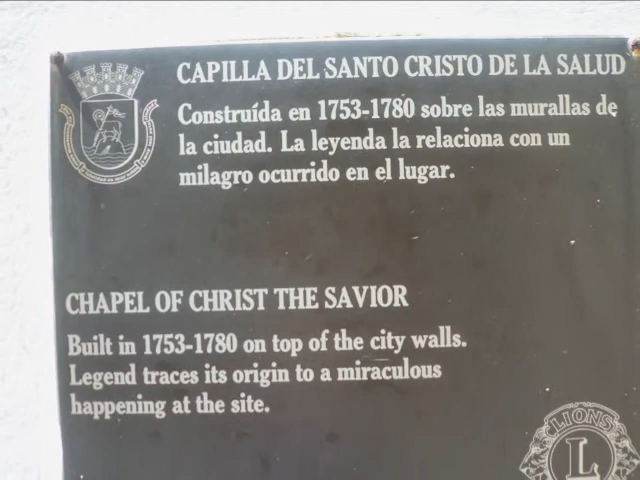 CAPILLA DEL SANTO CRISTO DE LA SALUD
Construída en 1753-1780 sobre las murallas de
la ciudad. La leyenda la relaciona con un
milagro ocurrido en el lugar.
CHAPEL OF CHRIST THE SAVIOR
Built in 1753-1780 on top of the city walls.
Legend traces its origin to a miraculous
happening at the site.
LIONS
L